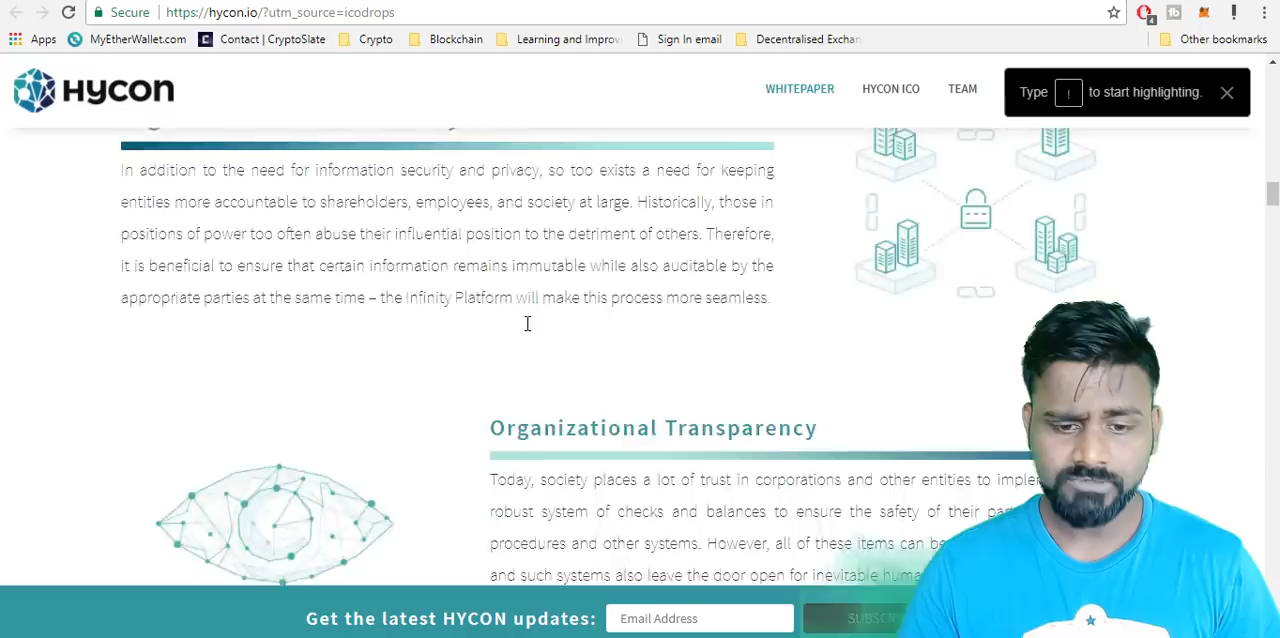 Secure https://hycon.io/?utm_source=icodrops
4
Apps MyEtherWallet.com Contact | CryptoSlate Crypto Blockchain Learning and Improv Sign In email Decentralised Exchan Other bookmarks
HYCON
WHITEPAPER HYCON ICO TEAM
Type ! to start highlighting.
In addition to the need for information security and privacy, so too exists a need for keeping
entities more accountable to shareholders, employees, and society at large. Historically, those in
positions of power too often abuse their influential position to the detriment of others. Therefore,
it is beneficial to ensure that certain information remains immutable while also auditable by the
appropriate parties at the same time – the Infinity Platform will make this process more seamless.
Organizational Transparency
Today, society places a lot of trust in corporations and other entities to
robust system of checks and balances to ensure the safety of their
procedures and other systems. However, all of these items can
and such systems also leave the door open for inevitable
Get the latest HYCON updates: Email Address